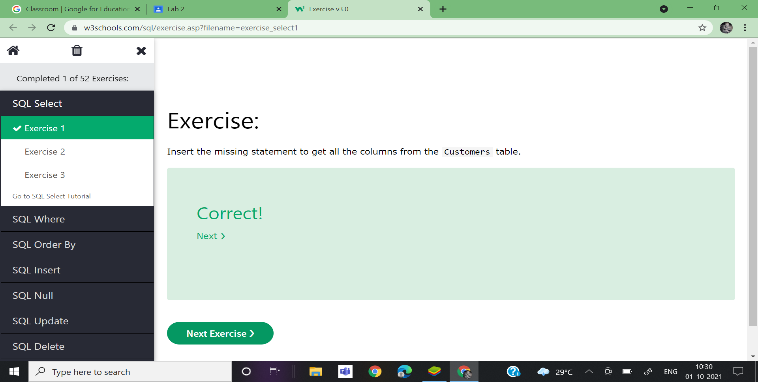 Classroom | Google for Educatio
Lab 2
Exercise v3.0
w3schools.com/sql/exercise.asp?filename=exercise_select1
Completed 1 of 52 Exercises:
SQL Select
Exercise 1
Exercise 2
Exercise 3
Go to SQL Select Tutorial
SQL Where
SQL Order By
SQL Insert
SQL Null
SQL Update
SQL Delete
Exercise:
Insert the missing statement to get all the columns from the Customers table.
Correct!
Next ❯
Next Exercise ❯
Type here to search
29°C
ENG
10:30
01-10-2021